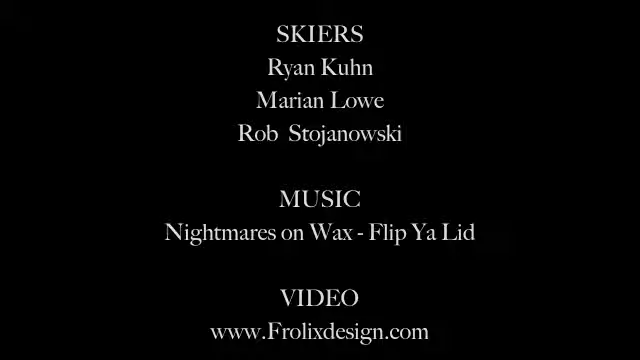 SKIERS
Ryan Kuhn
Marian Lowe
Rob Stojanowski
MUSIC
Nightmares on Wax - Flip Ya Lid
VIDEO
www.Frolixdesign.com